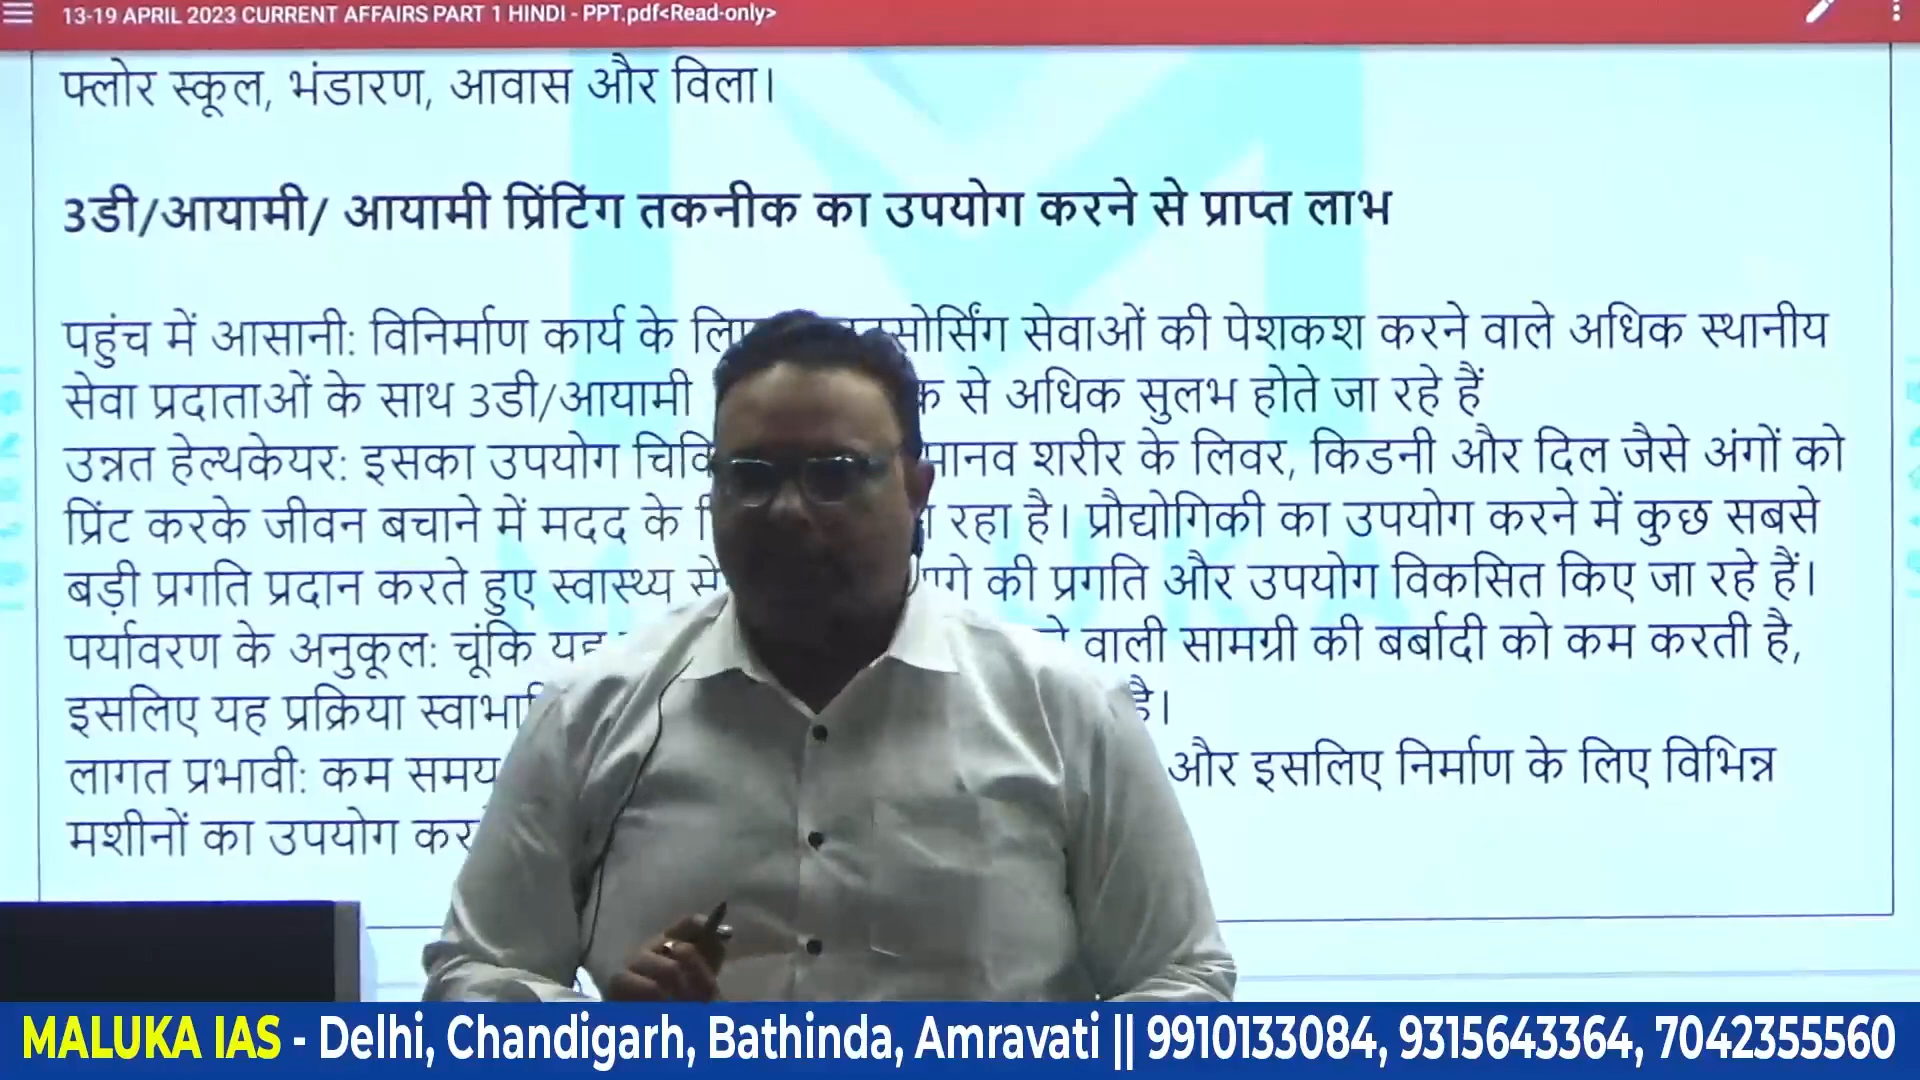 13-19 APRIL 2023 CURRENT AFFAIRS PART 1 HINDI - PPT.pdf<Read-only>
फ्लोर स्कूल, भंडारण, आवास और विला।
3डी/आयामी/ आयामी प्रिंटिंग तकनीक का उपयोग करने से प्राप्त लाभ
पहुंच में आसानी: विनिर्माण कार्य के सेवाओं की पेशकश करने वाले अधिक स्थानीय
सेवा प्रदाताओं के साथ 3डी/आयामी से अधिक सुलभ होते जा रहे हैं
उन्नत हेल्थकेयर: इसका उपयोग मानव शरीर के लिवर, किडनी और दिल जैसे अंगों को
प्रिंट करके जीवन बचाने में मदद के रहा है। प्रौद्योगिकी का उपयोग करने में कुछ सबसे
बड़ी प्रगति प्रदान करते हुए स्वास्थ्य की प्रगति और उपयोग विकसित किए जा रहे हैं।
पर्यावरण के अनुकूल: चूंकि वाली सामग्री की बर्बादी को कम करती है,
इसलिए यह प्रक्रिया है।
लागत प्रभावी: कम समय और इसलिए निर्माण के लिए विभिन्न
मशीनों का उपयोग
MALUKA IAS - Delhi, Chandigarh, Bathinda, Amravati || 9910133084, 9315643364, 7042355560